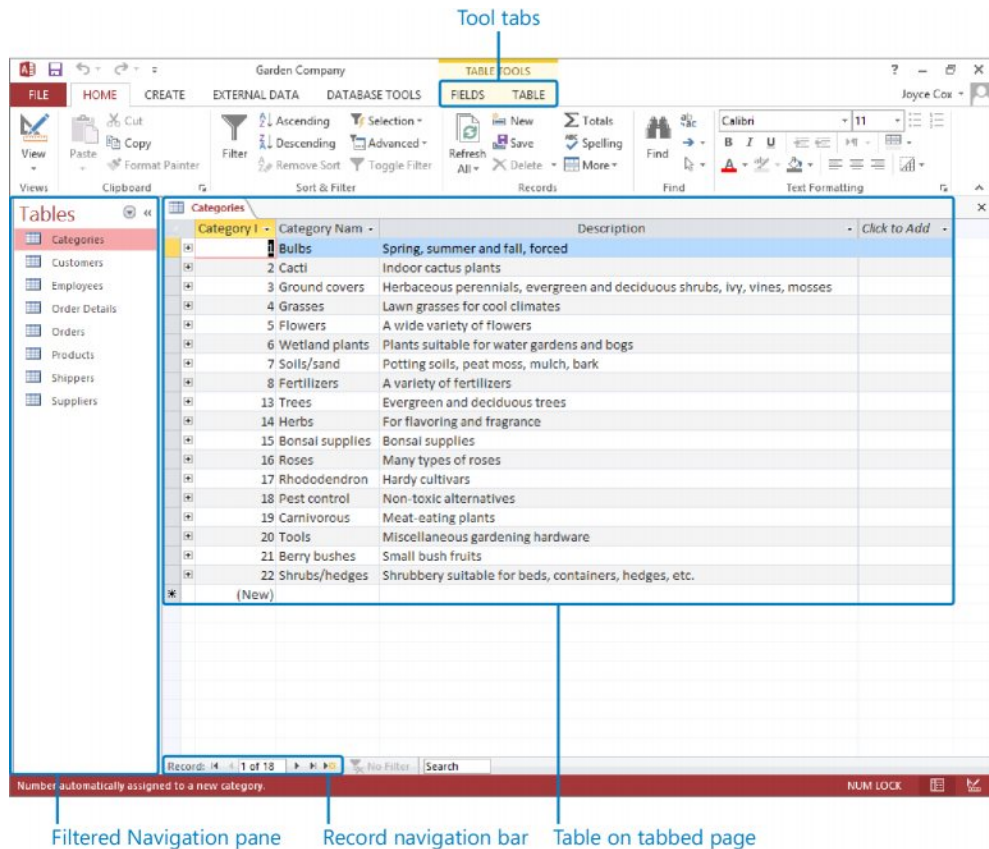 Tool tabs
Garden Company
TABLE TOOLS
?
FILE HOME CREATE EXTERNAL DATA DATABASE TOOLS FIELDS TABLE
Joyce Cox
View
Views
Paste
Cut
Copy
Format Painter
Clipboard
Filter
Ascending
Descending
Remove Sort
Selection
Advanced
Toggle Filter
Sort & Filter
Refresh
All
New
Save
Delete
Totals
Spelling
More
Records
Find
Find
Calibri 11
B I U
A
Text Formatting
Tables
Categories
Customers
Employees
Order Details
Orders
Products
Shippers
Suppliers
Categories
Category I Category Nam Description Click to Add
1 Bulbs Spring, summer and fall, forced
2 Cacti Indoor cactus plants
3 Ground covers Herbaceous perennials, evergreen and deciduous shrubs, ivy, vines, mosses
4 Grasses Lawn grasses for cool climates
5 Flowers A wide variety of flowers
6 Wetland plants Plants suitable for water gardens and bogs
7 Soils/sand Potting soils, peat moss, mulch, bark
8 Fertilizers A variety of fertilizers
13 Trees Evergreen and deciduous trees
14 Herbs For flavoring and fragrance
15 Bonsai supplies Bonsai supplies
16 Roses Many types of roses
17 Rhododendron Hardy cultivars
18 Pest control Non-toxic alternatives
19 Carnivorous Meat-eating plants
20 Tools Miscellaneous gardening hardware
21 Berry bushes Small bush fruits
22 Shrubs/hedges Shrubbery suitable for beds, containers, hedges, etc.
(New)
Record: 1 of 18 No Filter Search
Number automatically assigned to a new category. NUM LOCK
Filtered Navigation pane Record navigation bar Table on tabbed page